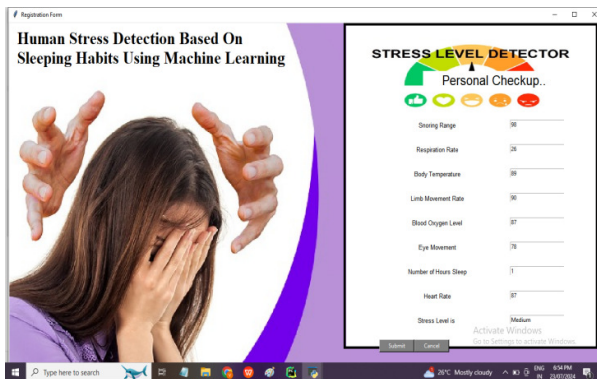 Registration Form
Human Stress Detection Based On
Sleeping Habits Using Machine Learning
STRESS LEVEL DETECTOR
Personal Checkup..
Snoring Range 98
Respiration Rate 26
Body Temperature 89
Limb Movement Rate 90
Blood Oxygen Level 87
Eye Movement 78
Number of Hours Sleep 1
Heart Rate 87
Stress Level is Medium
Activate Windows
Go to Settings to activate Windows.
Submit Cancel
Type here to search
26°C Mostly cloudy
ENG
IN
6:54 PM
23/07/2024